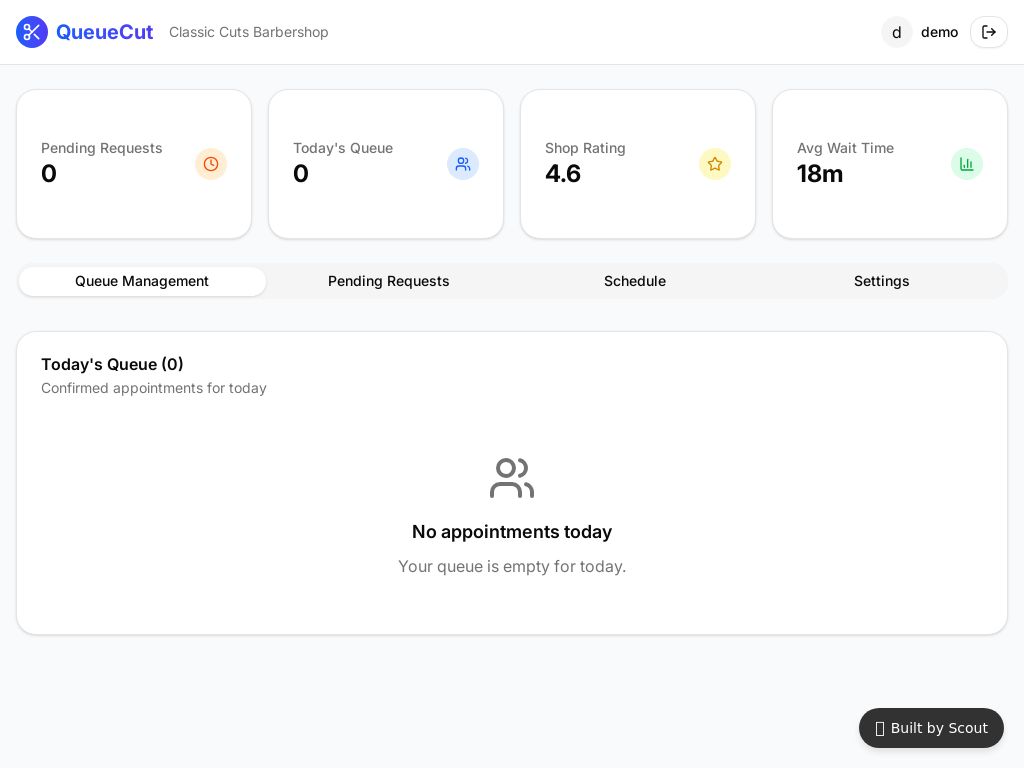 QueueCut
Classic Cuts Barbershop
d
demo
Pending Requests
0
Today's Queue
0
Shop Rating
4.6
Avg Wait Time
18m
Queue Management
Pending Requests
Schedule
Settings
Today's Queue (0)
Confirmed appointments for today
No appointments today
Your queue is empty for today.
Built by Scout